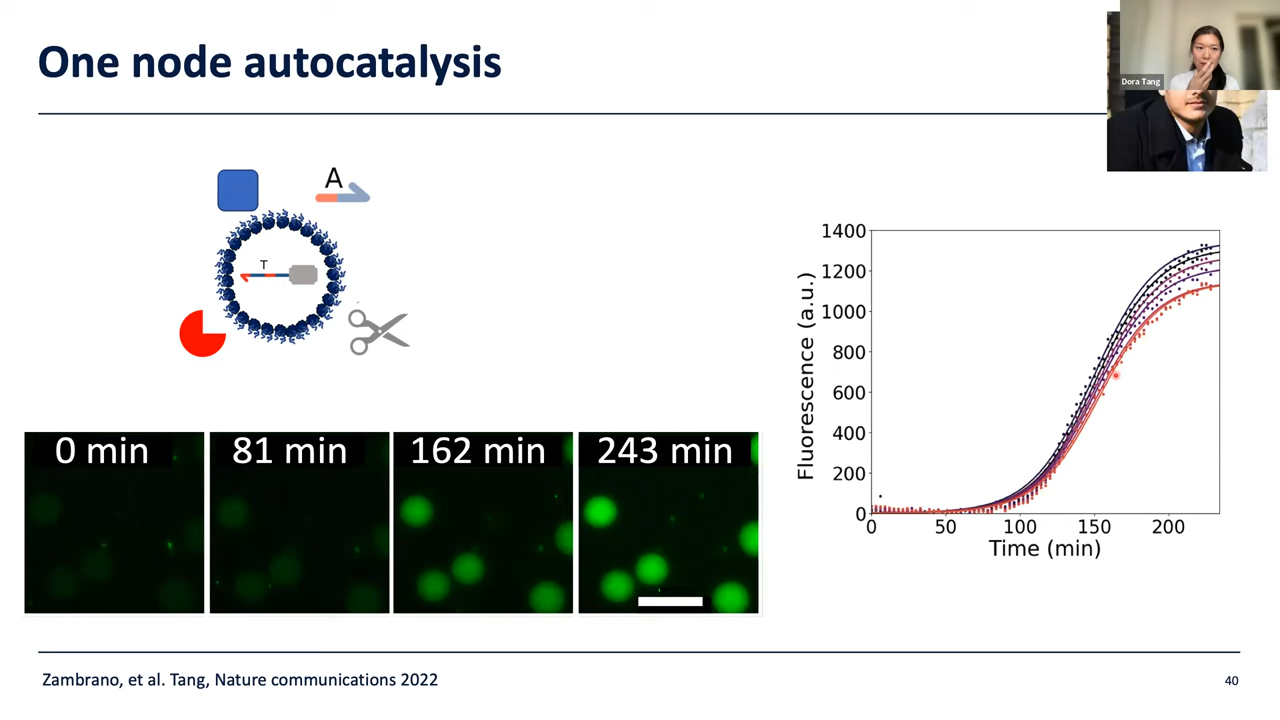 One node autocatalysis
Dora Tang
A
T
0 min
81 min
162 min
243 min
Fluorescence (a.u.)
1400
1200
1000
800
600
400
200
0
0 50 100 150 200
Time (min)
Zambrano, et al. Tang, Nature communications 2022
40